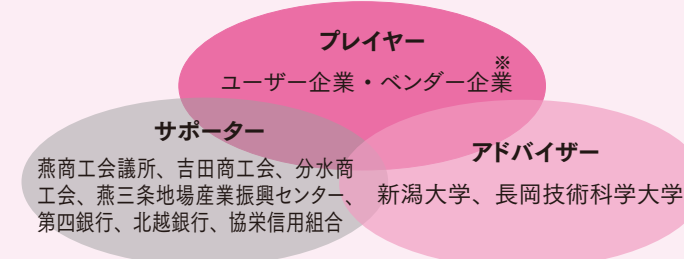 プレイヤー
※
ユーザー企業・ベンダー企業
サポーター
燕商工会議所、吉田商工会、分水商
工会、燕三条地場産業振興センター、
第四銀行、北越銀行、協栄信用組合
アドバイザー
新潟大学、長岡技術科学大学